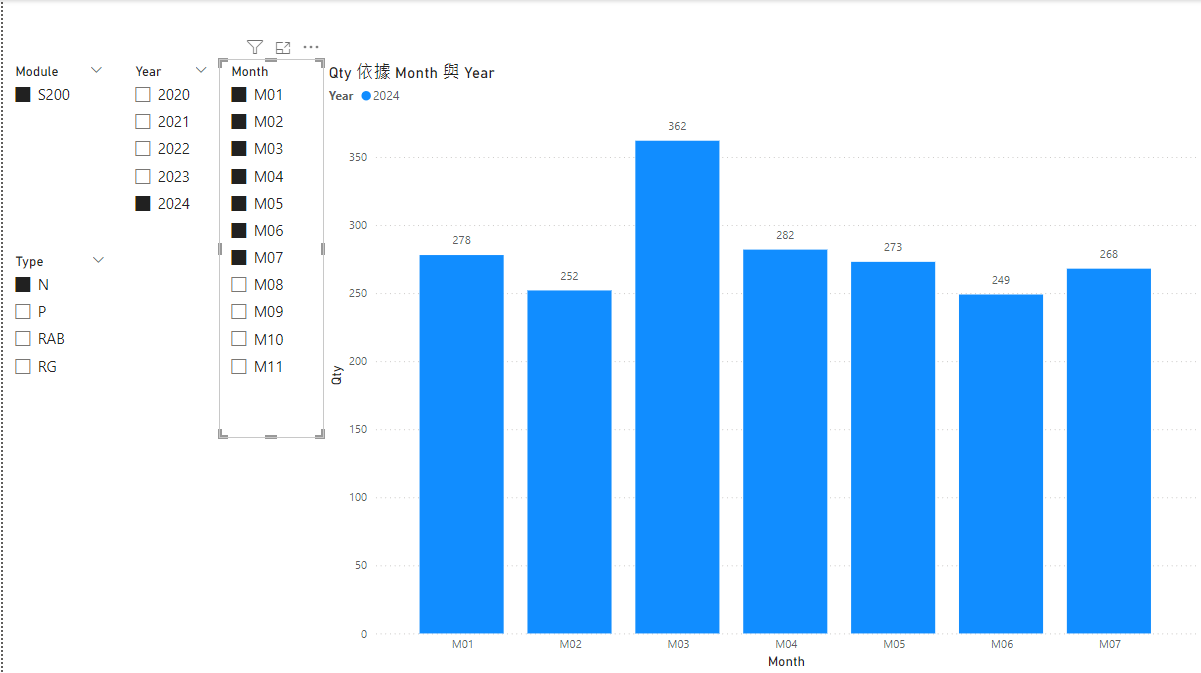 Module
S200
Type
N
P
RAB
RG
Year
2020
2021
2022
2023
2024
Month
M01
M02
M03
M04
M05
M06
M07
M08
M09
M10
M11
Qty 依據 Month 與 Year
Year 2024
350
300
250
200
150
100
50
0
Qty
278
252
362
282
273
249
268
M01
M02
M03
M04
M05
M06
M07
Month